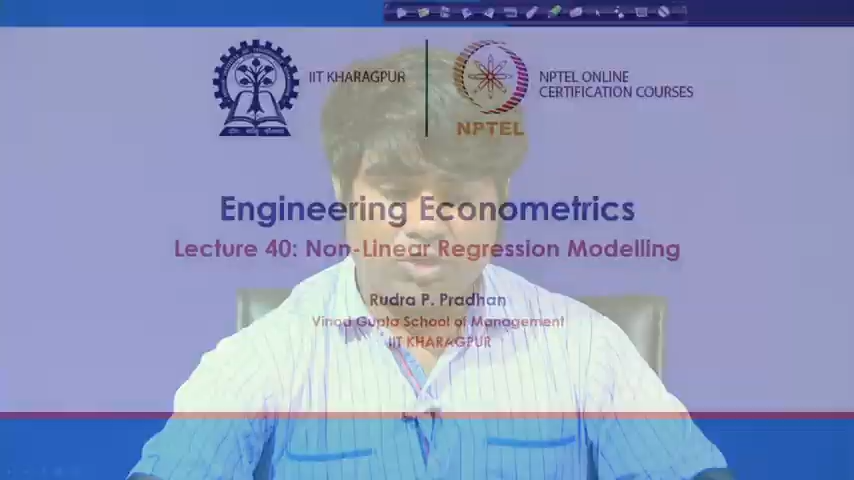 IIT KHARAGPUR
NPTEL ONLINE
CERTIFICATION COURSES
NPTEL
Engineering Econometrics
Lecture 40: Non-Linear Regression Modelling
Rudra P. Pradhan
Vinod Gupta School of Management
IIT KHARAGPUR